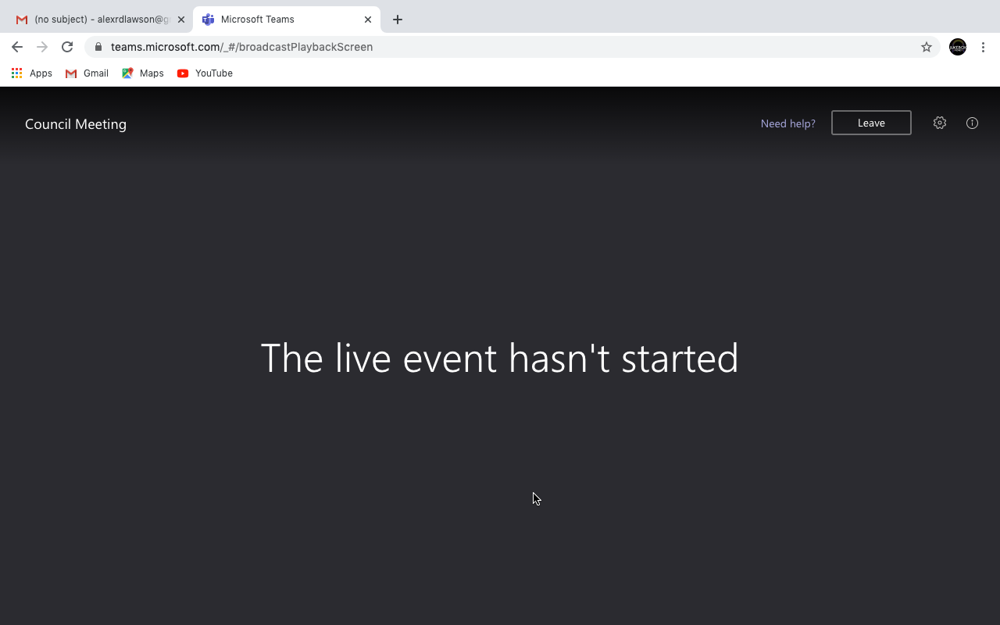 (no subject) - alexrdlawson@g
Microsoft Teams
teams.microsoft.com/_#/broadcastPlaybackScreen
Apps
Gmail
Maps
YouTube
Council Meeting
Need help?
Leave
The live event hasn't started